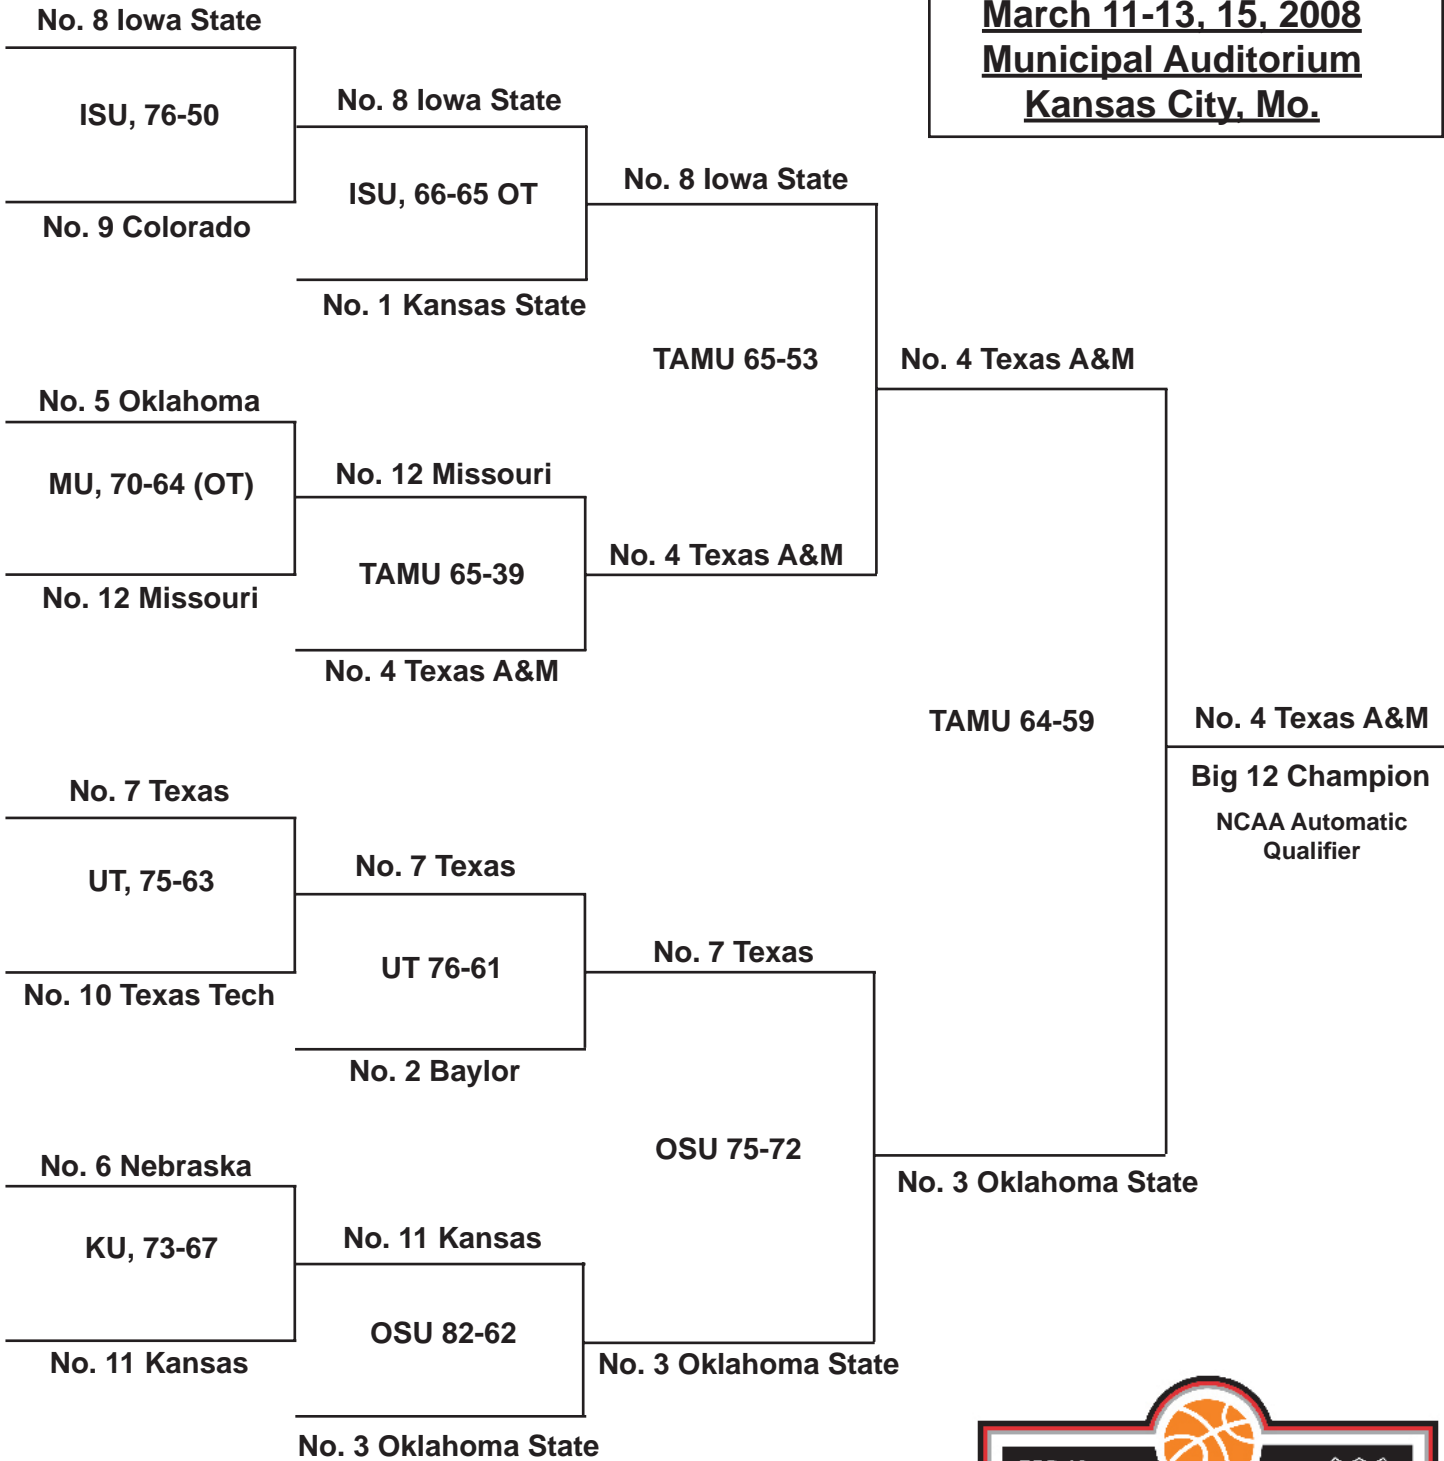 March 11-13, 15, 2008
Municipal Auditorium
Kansas City, Mo.
No. 8 Iowa State
ISU, 76-50
No. 9 Colorado
No. 8 Iowa State
ISU, 66-65 OT
No. 1 Kansas State
No. 5 Oklahoma
MU, 70-64 (OT)
No. 12 Missouri
No. 12 Missouri
TAMU 65-39
No. 4 Texas A&M
No. 8 Iowa State
TAMU 65-53
No. 4 Texas A&M
No. 7 Texas
UT, 75-63
No. 10 Texas Tech
No. 7 Texas
UT 76-61
No. 2 Baylor
No. 6 Nebraska
KU, 73-67
No. 11 Kansas
No. 11 Kansas
OSU 82-62
No. 3 Oklahoma State
No. 7 Texas
OSU 75-72
No. 3 Oklahoma State
No. 4 Texas A&M
TAMU 64-59
No. 3 Oklahoma State
No. 4 Texas A&M
Big 12 Champion
NCAA Automatic
Qualifier